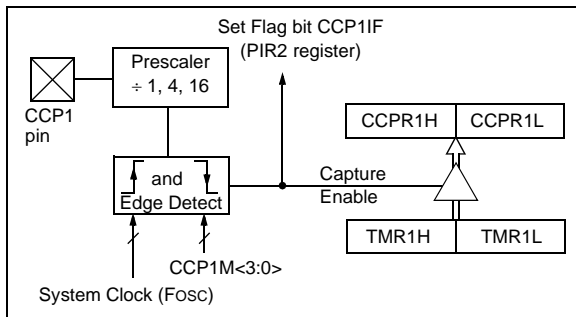 Set Flag bit CCP1IF
(PIR2 register)
Prescaler
÷ 1, 4, 16
CCP1
pin
CCPR1H
CCPR1L
and
Edge Detect
Capture
Enable
TMR1H
TMR1L
CCP1M<3:0>
System Clock (FOSC)